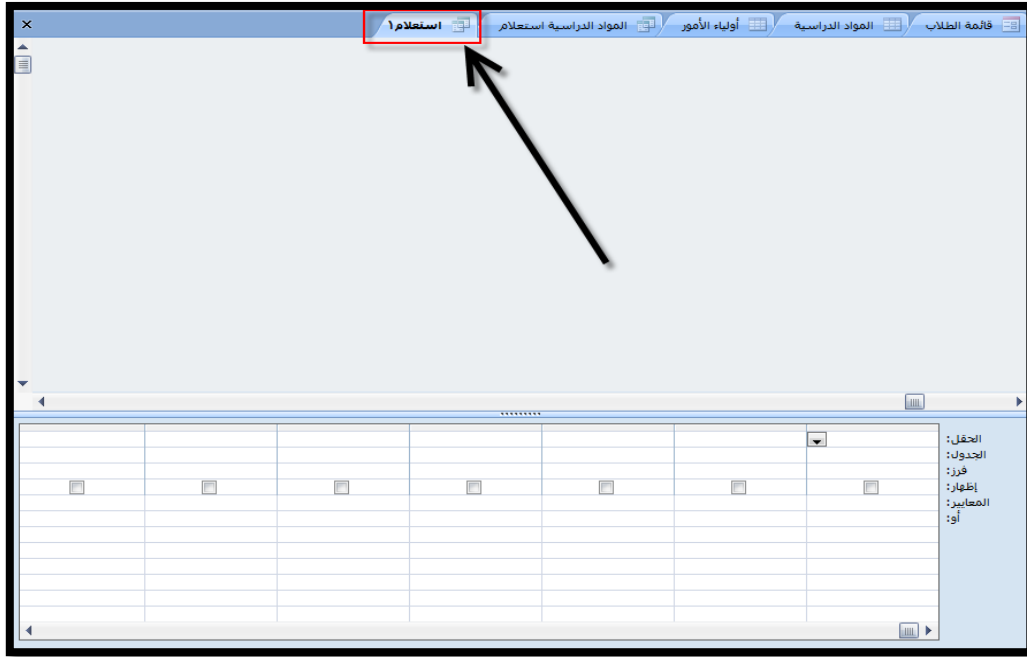 قائمة الطلاب
المواد الدراسية
أولياء الأمور
المواد الدراسية استعلام
استعلام١
الحقل:
الجدول:
فرز:
إظهار:
المعايير:
أو: